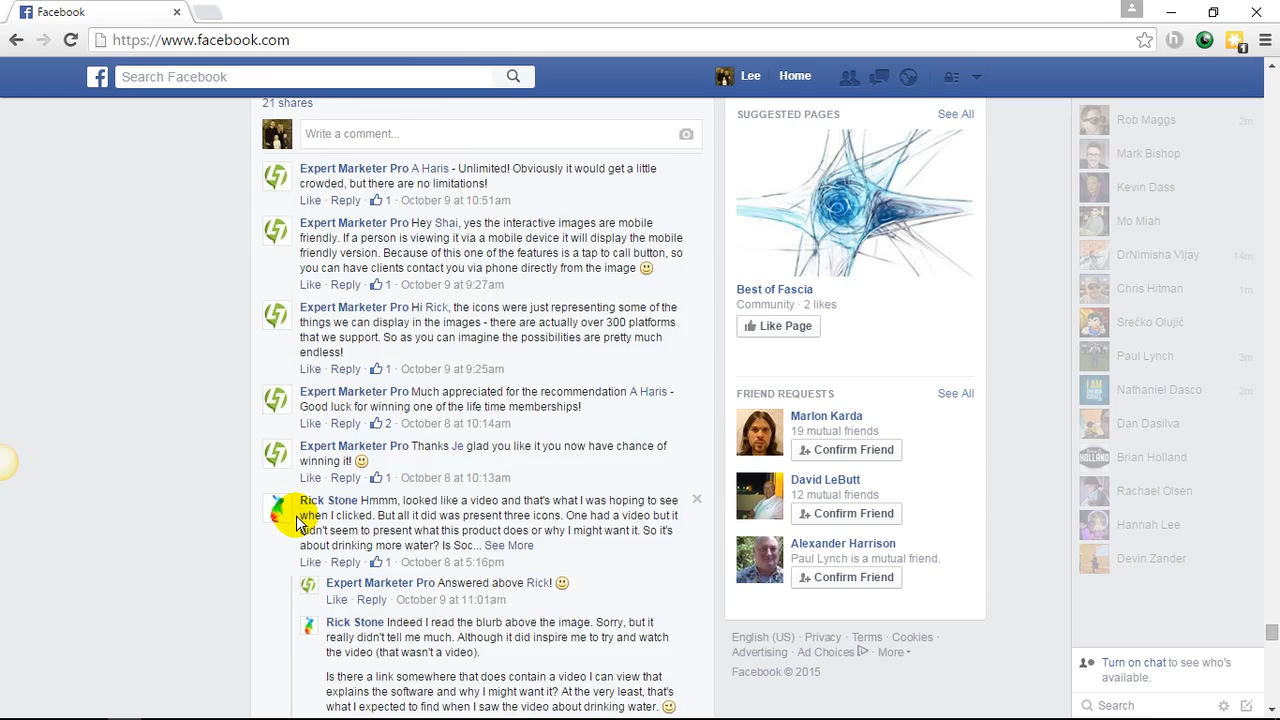 Facebook
https://www.facebook.com
Search Facebook
Lee
Home
21 shares
Write a comment...
Expert Marketer Pro A Haris - Unlimited! Obviously it would get a little
crowded, but there are no limitations!
Like · Reply · 1 · October 9 at 10:51am
Expert Marketer Pro Hey Shai, yes the interactive images are mobile
friendly. If a person is viewing it via a mobile device it will display the mobile
friendly version. Because of this one of the features is a tap to call button, so
you can have clients contact you via phone directly from the image
Like · Reply · 1 · October 9 at 9:27am
Expert Marketer Pro Hi Rick, the icons were just representing some of the
things we can display in the images - there are actually over 300 platforms
that we support. So as you can imagine the possibilities are pretty much
endless!
Like · Reply · 1 · October 9 at 9:25am
Expert Marketer Pro Much appreciated for the recommendation A Haris -
Good luck for winning one of the life time memberships!
Like · Reply · 2 · October 8 at 10:14am
Expert Marketer Pro Thanks Je glad you like it you now have chance of
winning it!
Like · Reply · 1 · October 8 at 10:13am
Rick Stone Hmmm, looked like a video and that's what I was hoping to see
when I clicked. But all it did was present three icons. One had a video but it
didn't seem to present what this product does or why I might want it. So it's
about drinking more water? Is Soc... See More
Like · Reply · 1 · October 8 at 5:16pm
Expert Marketer Pro Answered above Rick!
Like · Reply · October 9 at 11:01am
Rick Stone Indeed I read the blurb above the image. Sorry, but it
really didn't tell me much. Although it did inspire me to try and watch
the video (that wasn't a video).
Is there a link somewhere that does contain a video I can view that
explains the software and why I might want it? At the very least, that's
what I expected to find when I saw the video about drinking water.
SUGGESTED PAGES
See All
Best of Fascia
Community · 2 likes
Like Page
FRIEND REQUESTS
See All
Marlon Karda
19 mutual friends
Confirm Friend
David LeButt
12 mutual friends
Confirm Friend
Alexander Harrison
Paul Lynch is a mutual friend.
Confirm Friend
English (US) · Privacy · Terms · Cookies ·
Advertising · Ad Choices · More
Facebook © 2015
Rob Maggs 2m
Mark Bishop
Kevin Dass
Mo Miah
DrNimisha Vijay 14m
Chris Hitman 1m
Srečko Olujić
Paul Lynch 3m
Nathaniel Dasco 2m
Dan Dasilva
Brian Holland
Rachael Olsen
Hannah Lee
Devin Zander
Turn on chat to see who's
available.
Search